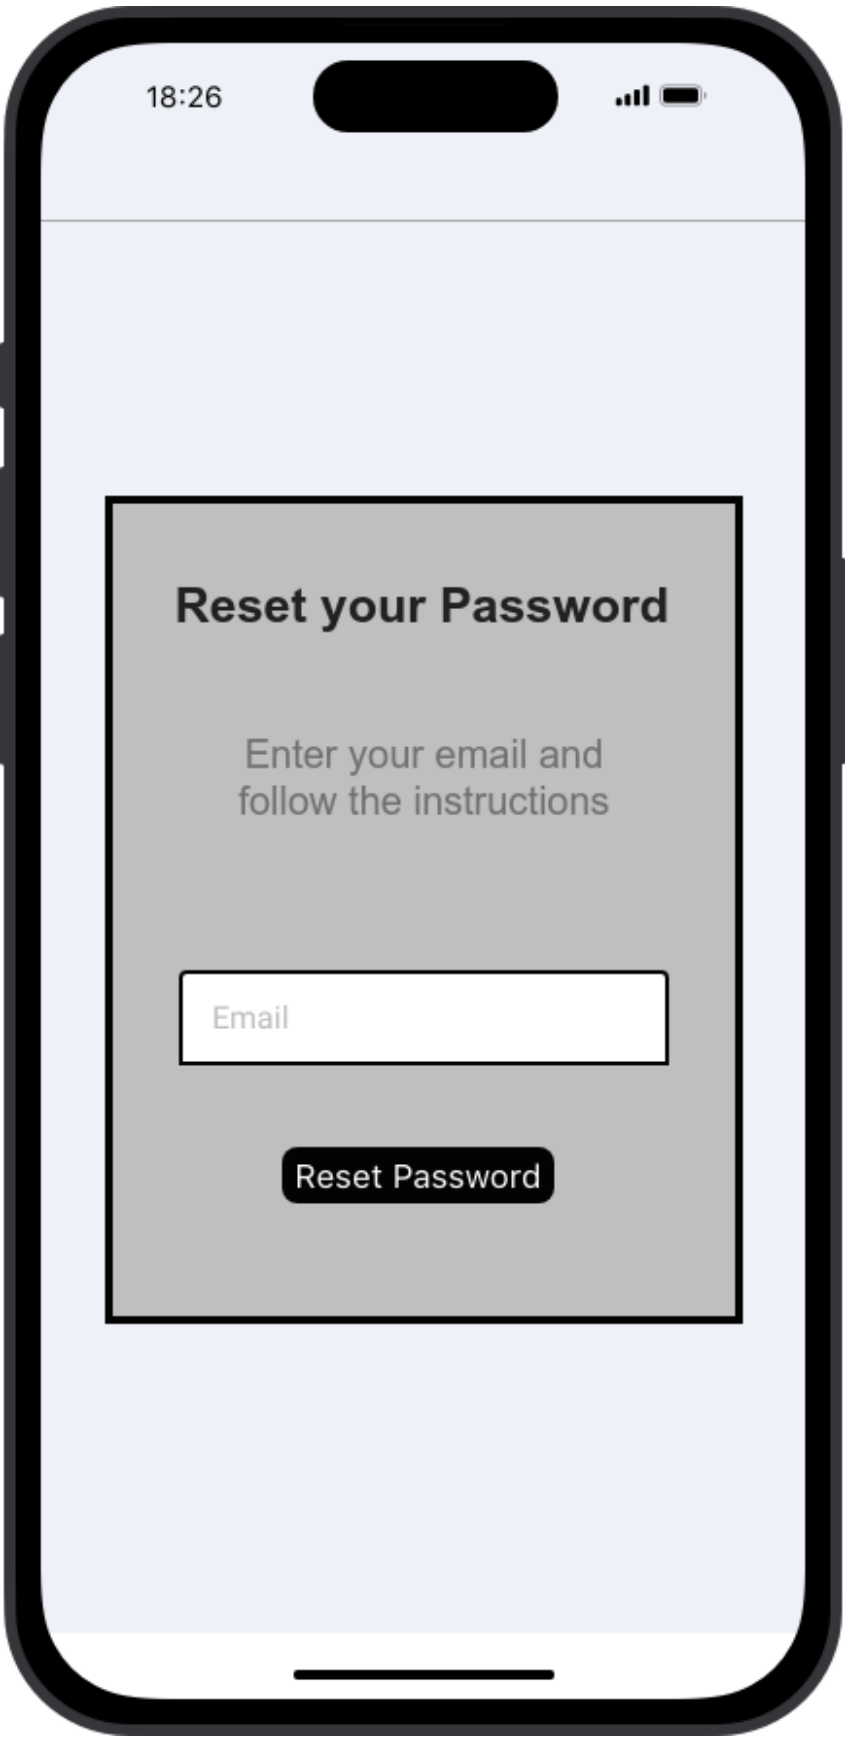 18:26
Reset your Password
Enter your email and
follow the instructions
Email
Reset Password